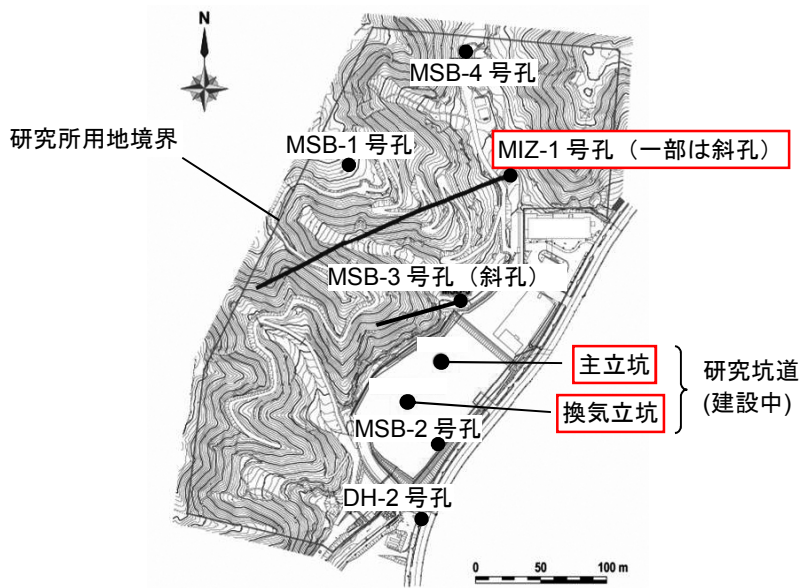 N
MSB-4 号孔
研究所用地境界
MSB-1 号孔
MIZ-1 号孔（一部は斜孔）
MSB-3 号孔（斜孔）
主立坑
換気立坑
研究坑道
(建設中)
MSB-2 号孔
DH-2 号孔
0 50 100 m